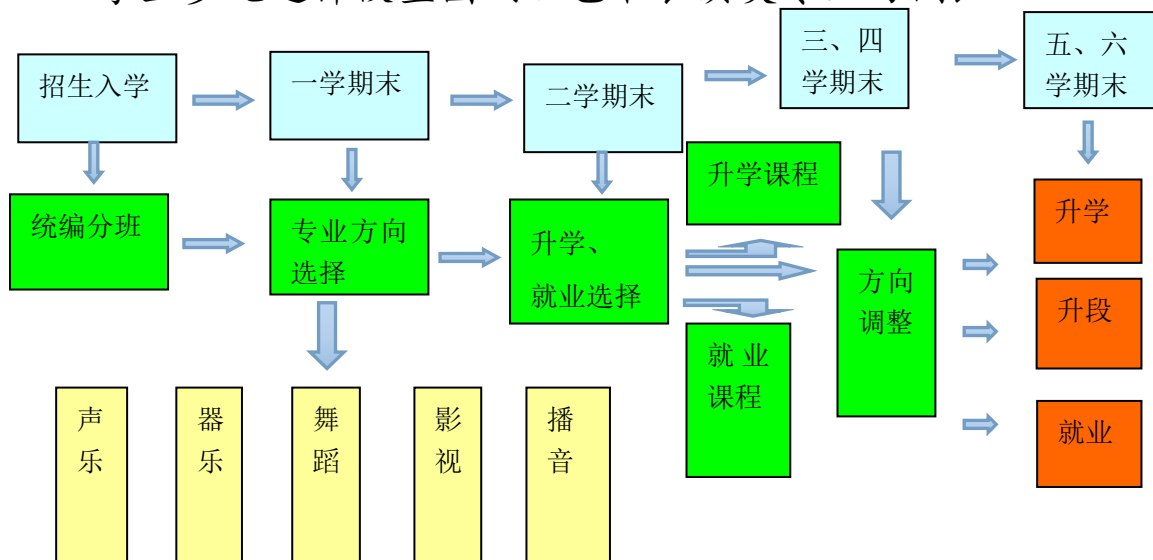 招生入学
一学期末
二学期末
三、四
学期末
五、六
学期末
统编分班
专业方向
选择
升学、
就业选择
升学课程
就 业
课程
方向
调整
升学
升段
就业
声
乐
器
乐
舞
蹈
影
视
播
音